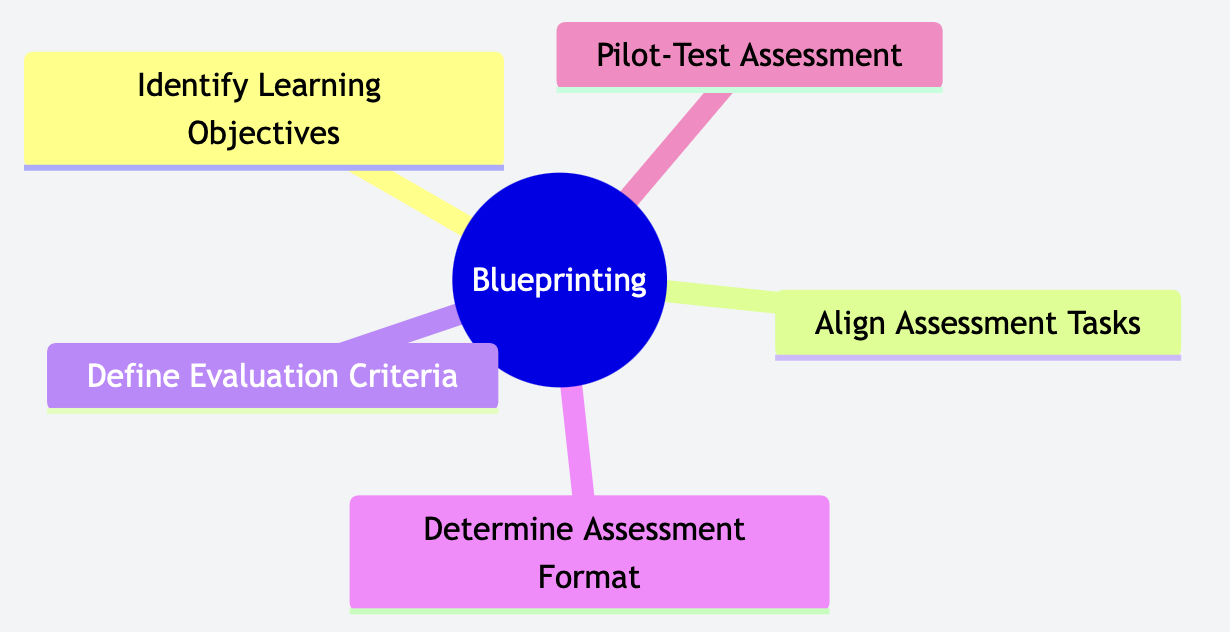 Pilot-Test Assessment
Identify Learning
Objectives
Blueprinting
Align Assessment Tasks
Define Evaluation Criteria
Determine Assessment
Format